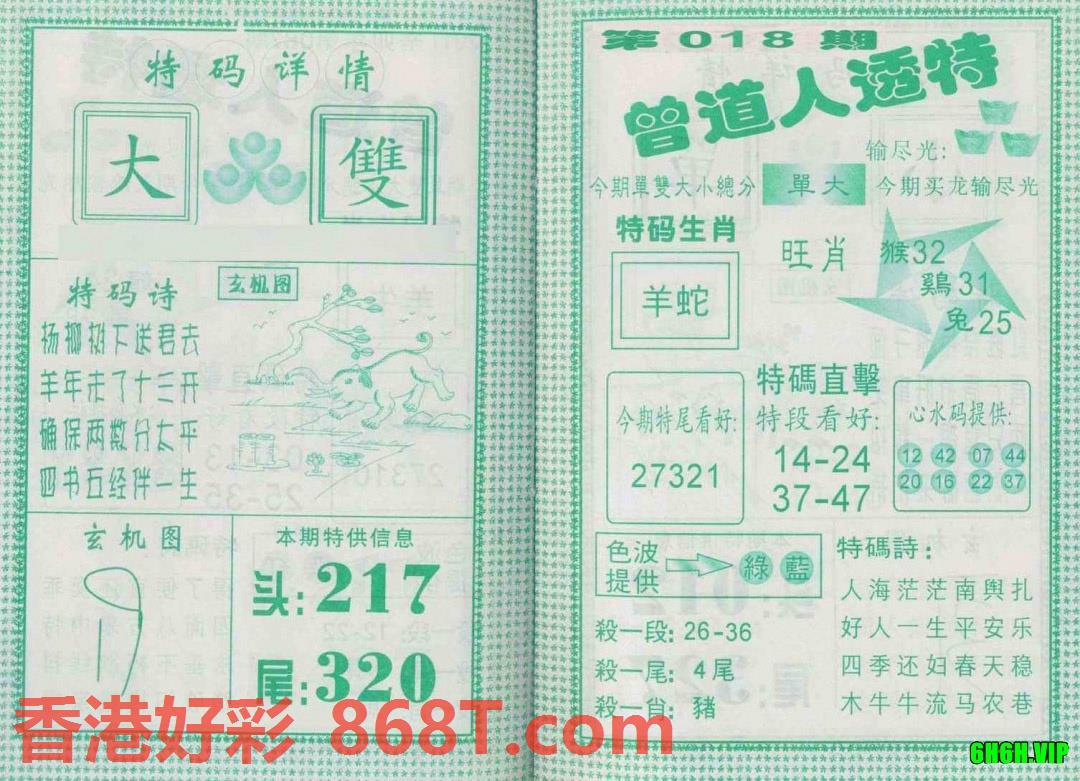 特码详情
大 雙
特码诗
玄机图
杨柳扬下送君去
羊年走了十三开
确保两数分太平
四书五经伴一生
玄机图
本期特供信息
头:217
尾:320
第018期
曾道人透特
输尽光:
今期單雙大小總分 單大 今期买龙输尽光
特码生肖
羊蛇
旺肖
猴32
鷄31
兔25
今期特尾看好:
27321
特碼直擊
特段看好:
14-24
37-47
心水码提供:
12 42 07 44
20 16 22 37
色波
提供
綠 藍
殺一段: 26-36
殺一尾: 4尾
殺一肖: 豬
特碼詩:
人海茫茫南舆扎
好人一生平安乐
四季还妇春天稳
木牛牛流马农巷
香港好彩 868T.com
6H6H.VIP